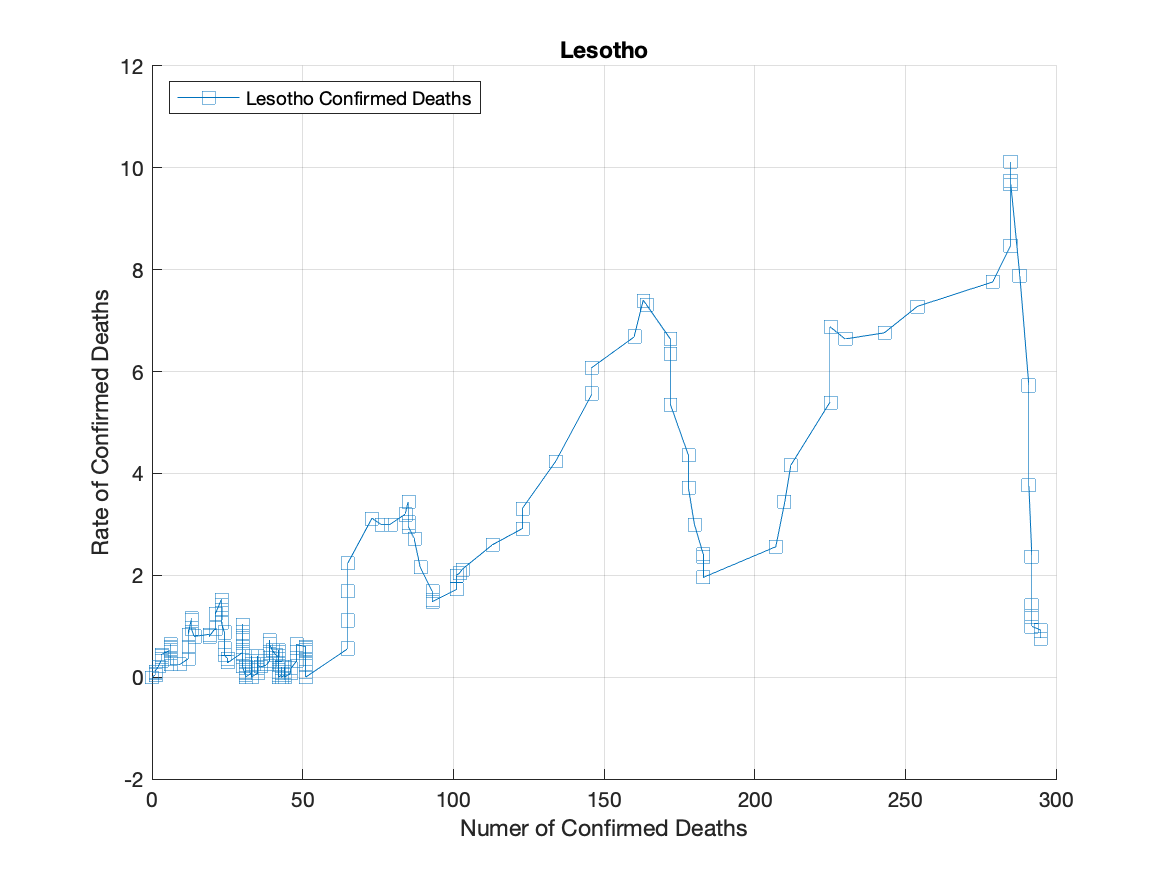 Lesotho
Lesotho Confirmed Deaths
12
10
8
6
4
2
0
-2
Rate of Confirmed Deaths
0 50 100 150 200 250 300
Numer of Confirmed Deaths